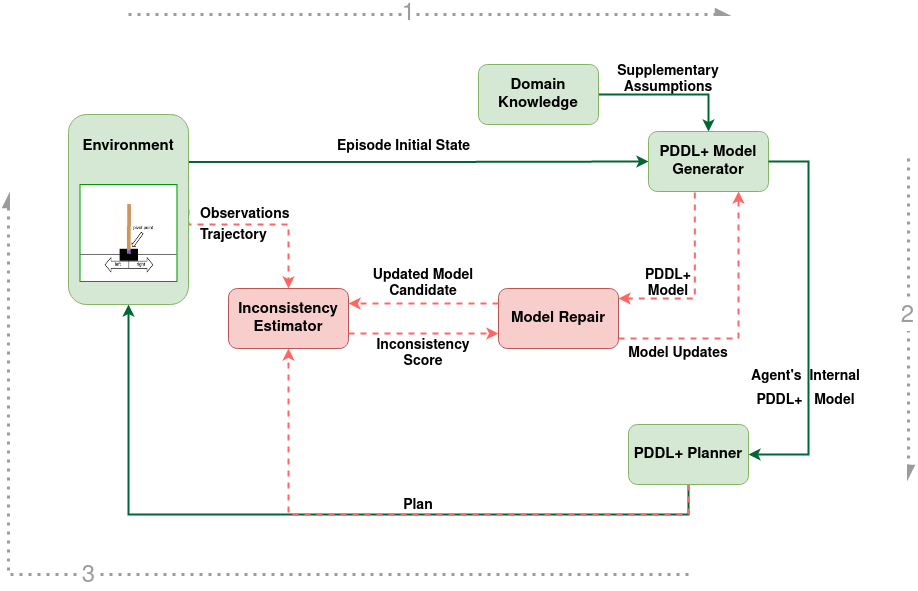 1
Domain
Knowledge
Supplementary
Assumptions
Environment
Episode Initial State
PDDL+ Model
Generator
pivot point
left
right
Observations
Trajectory
Updated Model
Candidate
PDDL+
Model
Inconsistency
Estimator
Model Repair
Inconsistency
Score
Model Updates
2
Agent's Internal
PDDL+ Model
PDDL+ Planner
Plan
3